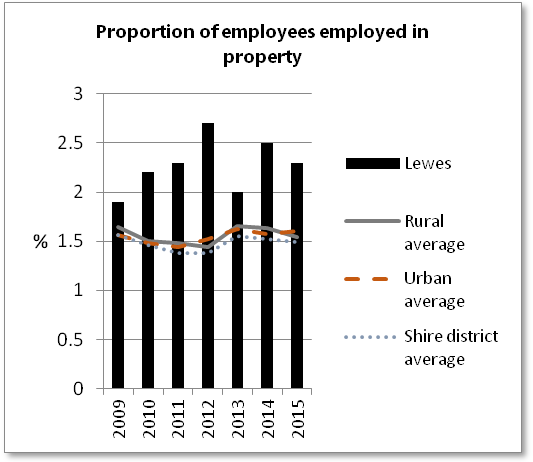 Proportion of employees employed in
property
3
2.5
2
1.5
1
0.5
0
%
2009
2010
2011
2012
2013
2014
2015
Lewes
Rural
average
Urban
average
Shire district
average